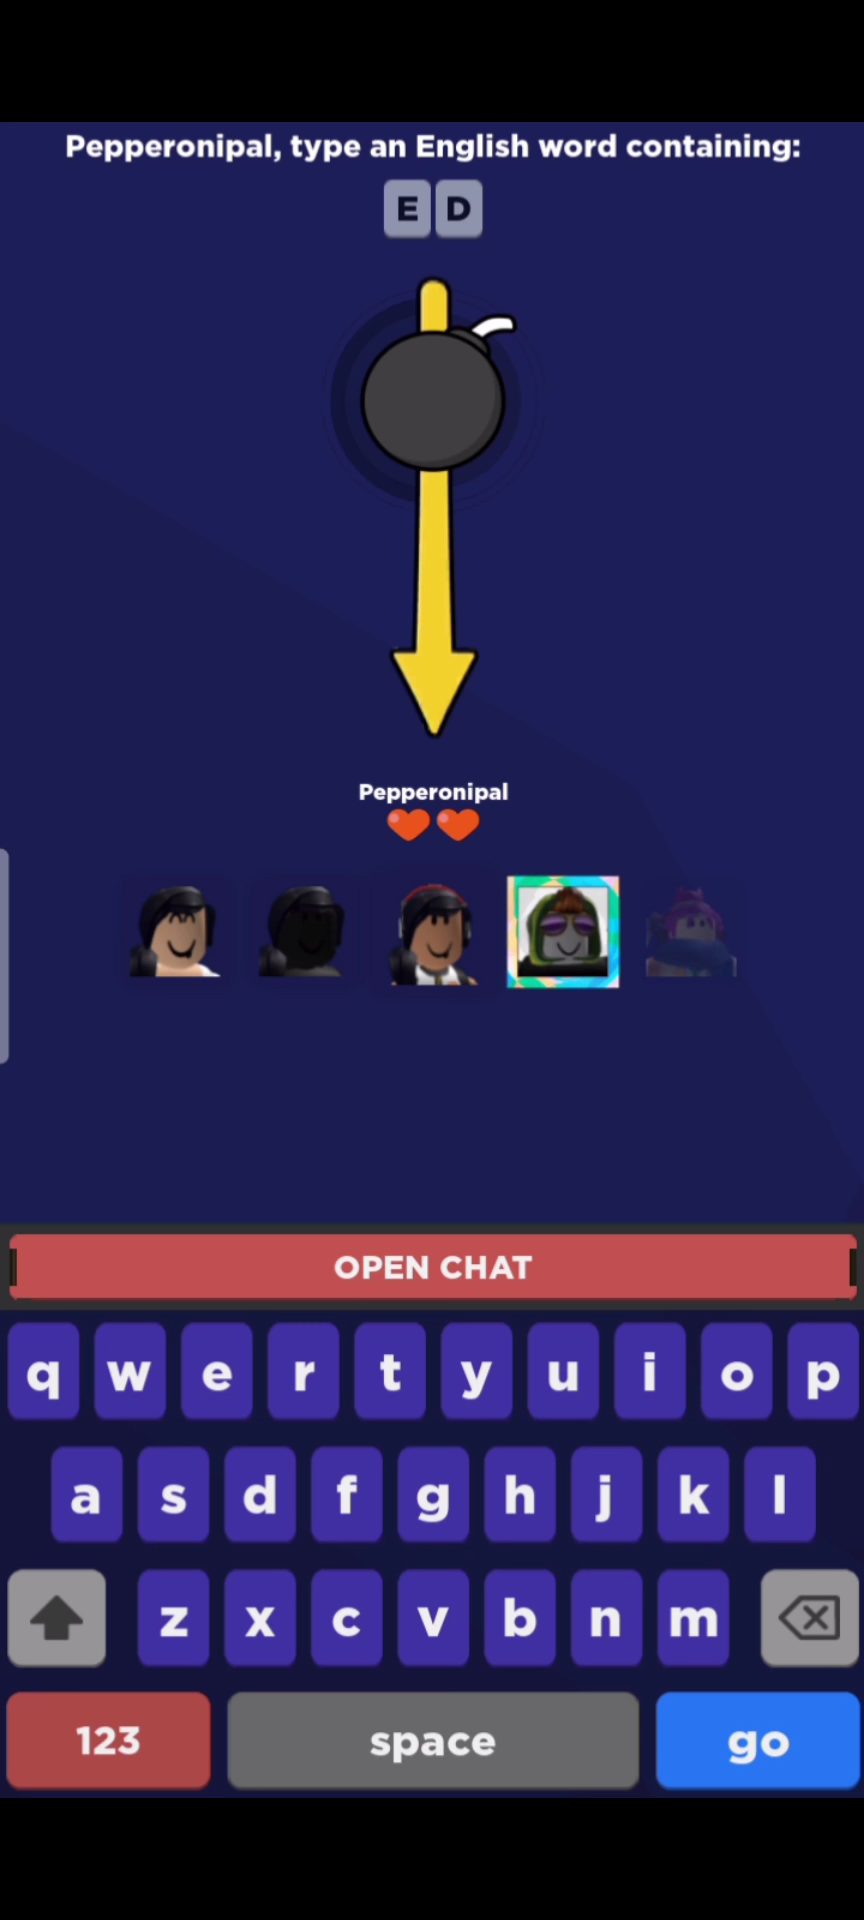 Pepperonipal, type an English word containing:
E D
Pepperonipal
OPEN CHAT
q w e r t y u i o p
a s d f g h j k l
z x c v b n m
123 space go